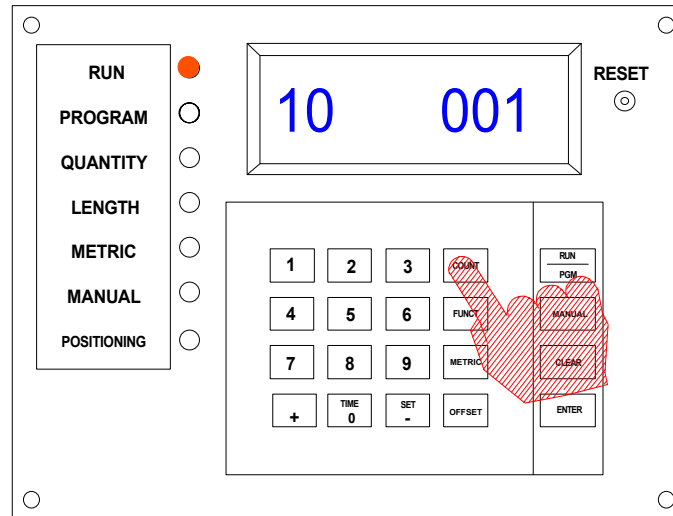 RUN
PROGRAM
QUANTITY
LENGTH
METRIC
MANUAL
POSITIONING
10 001
RESET
1 2 3 COUNT
4 5 6 FUNCT
7 8 9 METRIC
+ TIME 0 SET - OFFSET
RUN
PGM
MANUAL
CLEAR
ENTER